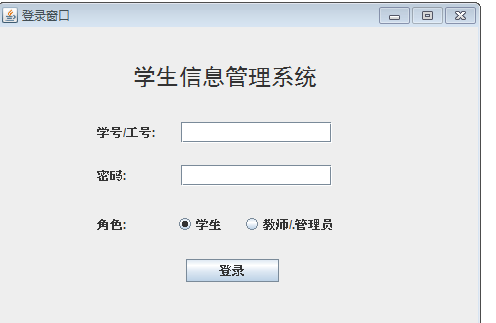 登录窗口
学生信息管理系统
学号/工号:
密码:
角色: 学生 教师/.管理员
登录